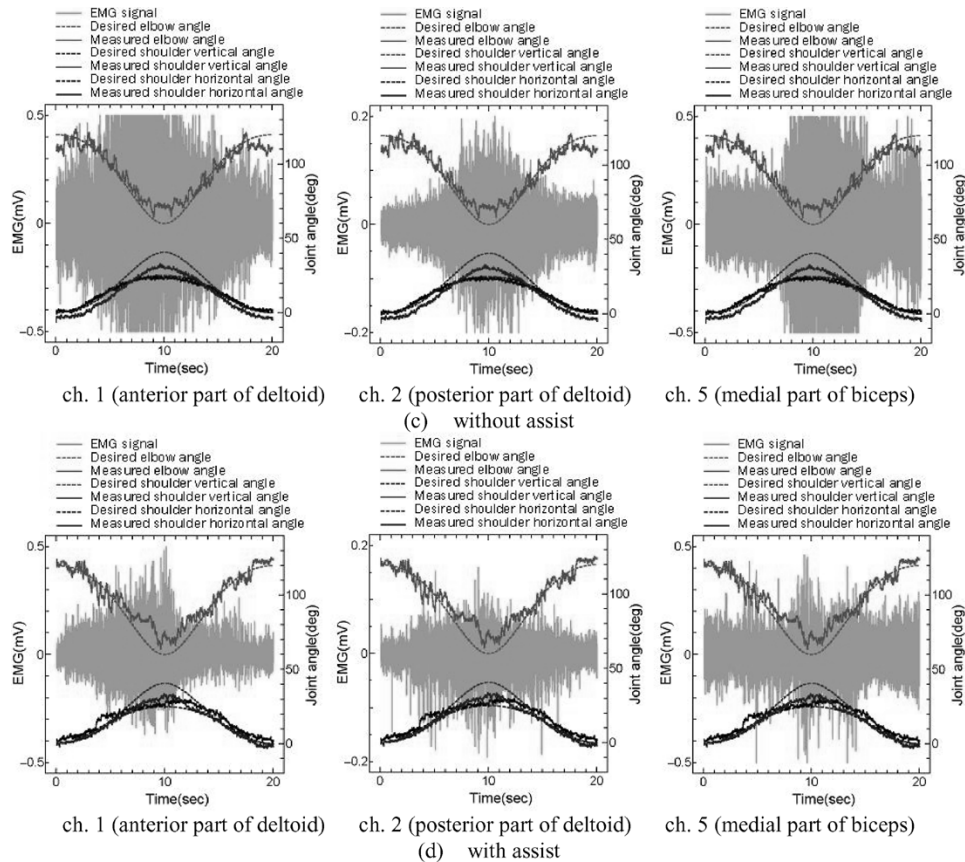 EMG signal
Desired elbow angle
Measured elbow angle
Desired shoulder vertical angle
Measured shoulder vertical angle
Desired shoulder horizontal angle
Measured shoulder horizontal angle
EMG signal
Desired elbow angle
Measured elbow angle
Desired shoulder vertical angle
Measured shoulder vertical angle
Desired shoulder horizontal angle
Measured shoulder horizontal angle
EMG signal
Desired elbow angle
Measured elbow angle
Desired shoulder vertical angle
Measured shoulder vertical angle
Desired shoulder horizontal angle
Measured shoulder horizontal angle
0.5
0
−0.5
EMG(mV)
100
50
0
Joint angle(deg)
0 10 20
Time(sec)
0.2
0
−0.2
EMG(mV)
100
50
0
Joint angle(deg)
0 10 20
Time(sec)
0.5
0
−0.5
EMG(mV)
100
50
0
Joint angle(deg)
0 10 20
Time(sec)
ch. 1 (anterior part of deltoid)
ch. 2 (posterior part of deltoid)
ch. 5 (medial part of biceps)
(c) without assist
EMG signal
Desired elbow angle
Measured elbow angle
Desired shoulder vertical angle
Measured shoulder vertical angle
Desired shoulder horizontal angle
Measured shoulder horizontal angle
EMG signal
Desired elbow angle
Measured elbow angle
Desired shoulder vertical angle
Measured shoulder vertical angle
Desired shoulder horizontal angle
Measured shoulder horizontal angle
EMG signal
Desired elbow angle
Measured elbow angle
Desired shoulder vertical angle
Measured shoulder vertical angle
Desired shoulder horizontal angle
Measured shoulder horizontal angle
0.5
0
−0.5
EMG(mV)
100
50
0
Joint angle(deg)
0 10 20
Time(sec)
0.2
0
−0.2
EMG(mV)
100
50
0
Joint angle(deg)
0 10 20
Time(sec)
0.5
0
−0.5
EMG(mV)
100
50
0
Joint angle(deg)
0 10 20
Time(sec)
ch. 1 (anterior part of deltoid)
ch. 2 (posterior part of deltoid)
ch. 5 (medial part of biceps)
(d) with assist